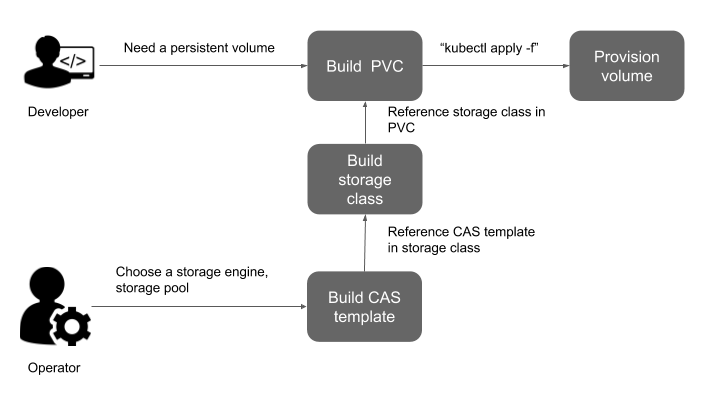 Need a persistent volume
Build PVC
“kubectl apply -f”
Provision
volume
</>
Developer
Reference storage class in
PVC
Build
storage
class
Reference CAS template
in storage class
Choose a storage engine,
storage pool
Build CAS
template
Operator